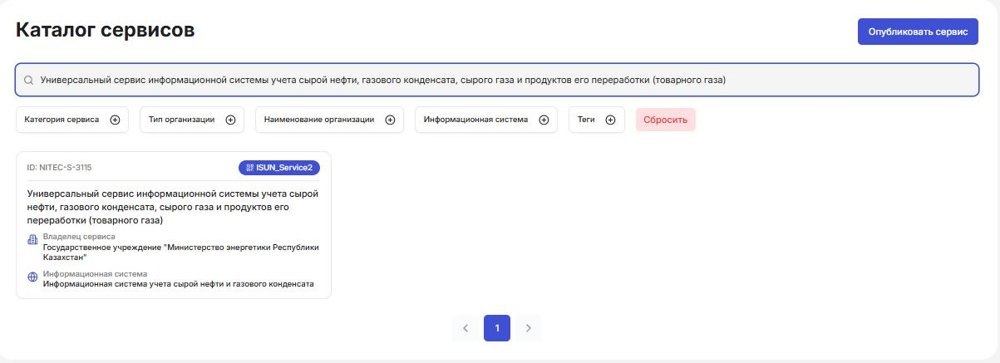 Каталог сервисов
Опубликовать сервис
Универсальный сервис информационной системы учета сырой нефти, газового конденсата, сырого газа и продуктов его переработки (товарного газа)
Категория сервиса
Тип организации
Наименование организации
Информационная система
Теги
Сбросить
ID: NITEC-S-3115
ISUN_Service2
Универсальный сервис информационной системы учета сырой
нефти, газового конденсата, сырого газа и продуктов его
переработки (товарного газа)
Владелец сервиса
Государственное учреждение "Министерство энергетики Республики
Казахстан"
Информационная система
Информационная система учета сырой нефти и газового конденсата
1